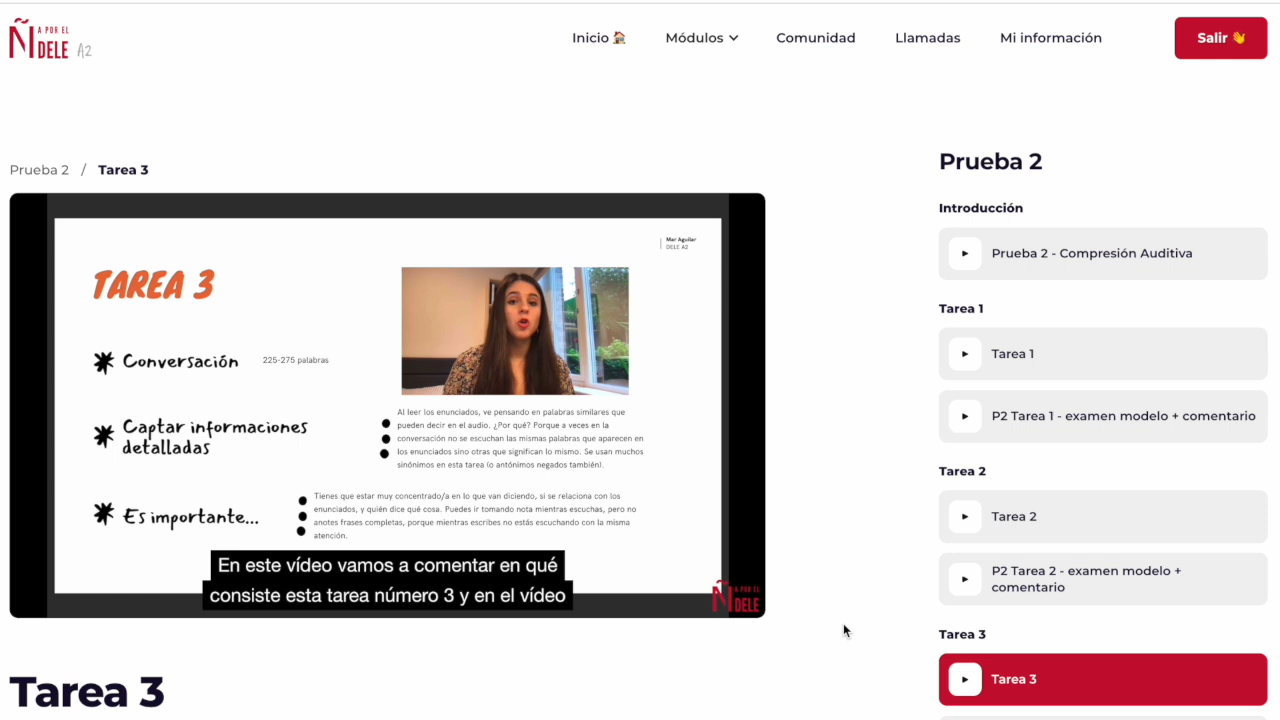 A POR EL
Ñ DELE A2
Inicio 🏠
Módulos
Comunidad
Llamadas
Mi información
Salir 👋
Prueba 2 / Tarea 3
Mar Aguilar
DELE A2
TAREA 3
Conversación
225-275 palabras
Captar informaciones
detalladas
Al leer los enunciados, ve pensando en palabras similares que
pueden decir en el audio. ¿Por qué? Porque a veces en la
conversación no se escuchan las mismas palabras que aparecen en
los enunciados sino otras que significan lo mismo. Se usan muchos
sinónimos en esta tarea (o antónimos negados también).
Es importante...
Tienes que estar muy concentrado/a en lo que van diciendo, si se relaciona con los
enunciados, y quién dice qué cosa. Puedes ir tomando nota mientras escuchas, pero no
anotes frases completas, porque mientras escribes no estás escuchando con la misma
atención.
En este vídeo vamos a comentar en qué
consiste esta tarea número 3 y en el vídeo
A POR EL
Ñ DELE
Tarea 3
Prueba 2
Introducción
Prueba 2 - Compresión Auditiva
Tarea 1
Tarea 1
P2 Tarea 1 - examen modelo + comentario
Tarea 2
Tarea 2
P2 Tarea 2 - examen modelo +
comentario
Tarea 3
Tarea 3